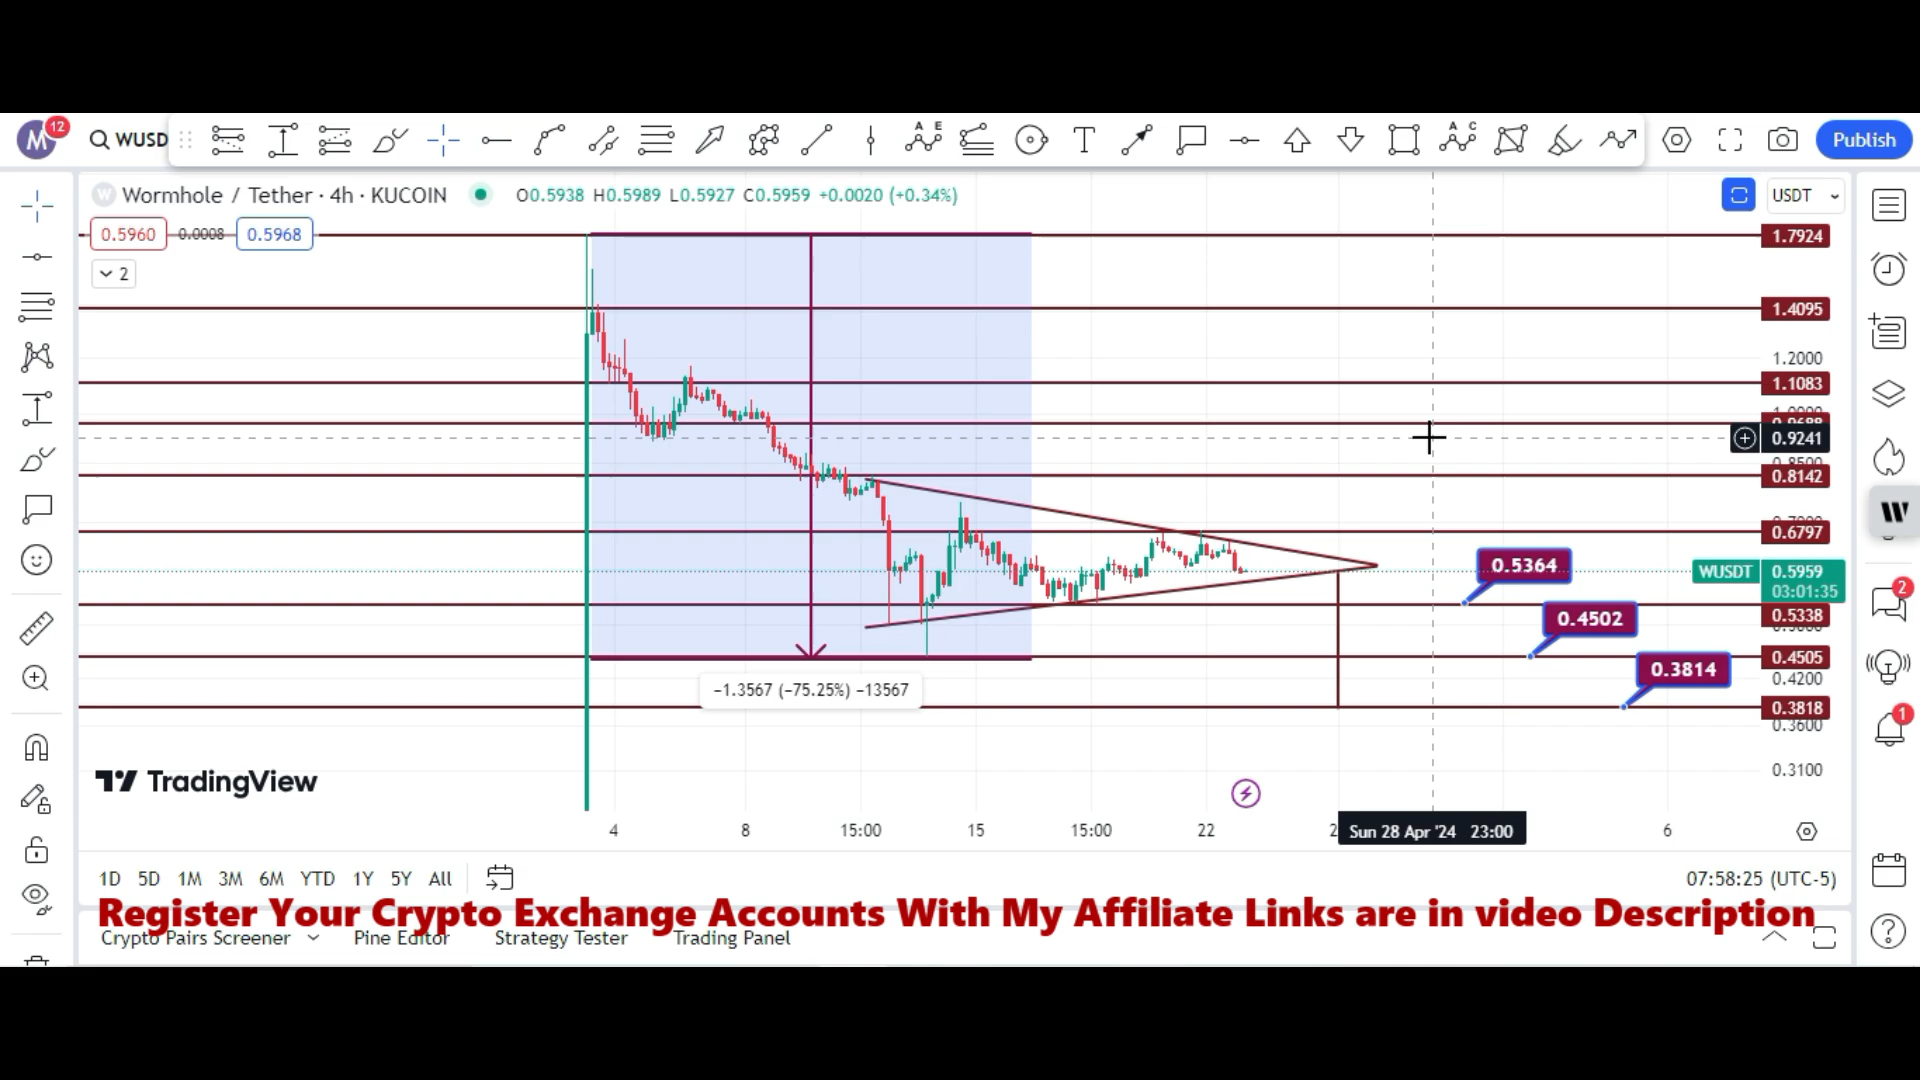 M 12 WUSD
A E
T
A C
Publish
W Wormhole / Tether · 4h · KUCOIN O0.5938 H0.5989 L0.5927 C0.5959 +0.0020 (+0.34%)
USDT
0.5960 0.0008 0.5968
2
1.7924
1.4095
1.2000
1.1083
0.9241
0.8142
0.6797
0.5364
WUSDT 0.5959
03:01:35
0.5338
0.4502
0.4505
0.3814
0.4200
−1.3567 (−75.25%) −13567
0.3818
0.3600
0.3100
2
1
TradingView
4 8 15:00 15 15:00 22 2 Sun 28 Apr '24 23:00 6
1D 5D 1M 3M 6M YTD 1Y 5Y All 07:58:25 (UTC-5)
Register Your Crypto Exchange Accounts With My Affiliate Links are in video Description
Crypto Pairs Screener Pine Editor Strategy Tester Trading Panel